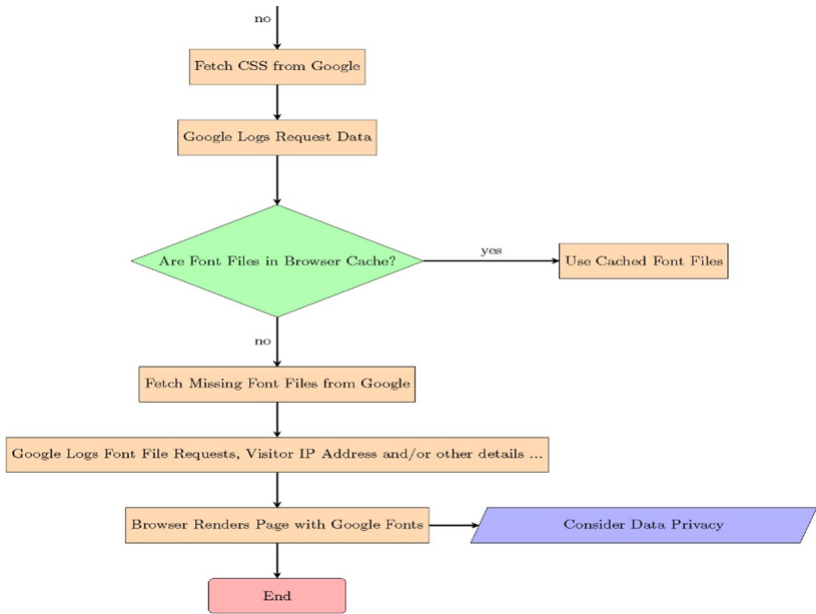 no
Fetch CSS from Google
Google Logs Request Data
Are Font Files in Browser Cache?
yes
Use Cached Font Files
no
Fetch Missing Font Files from Google
Google Logs Font File Requests, Visitor IP Address and/or other details ...
Browser Renders Page with Google Fonts
Consider Data Privacy
End